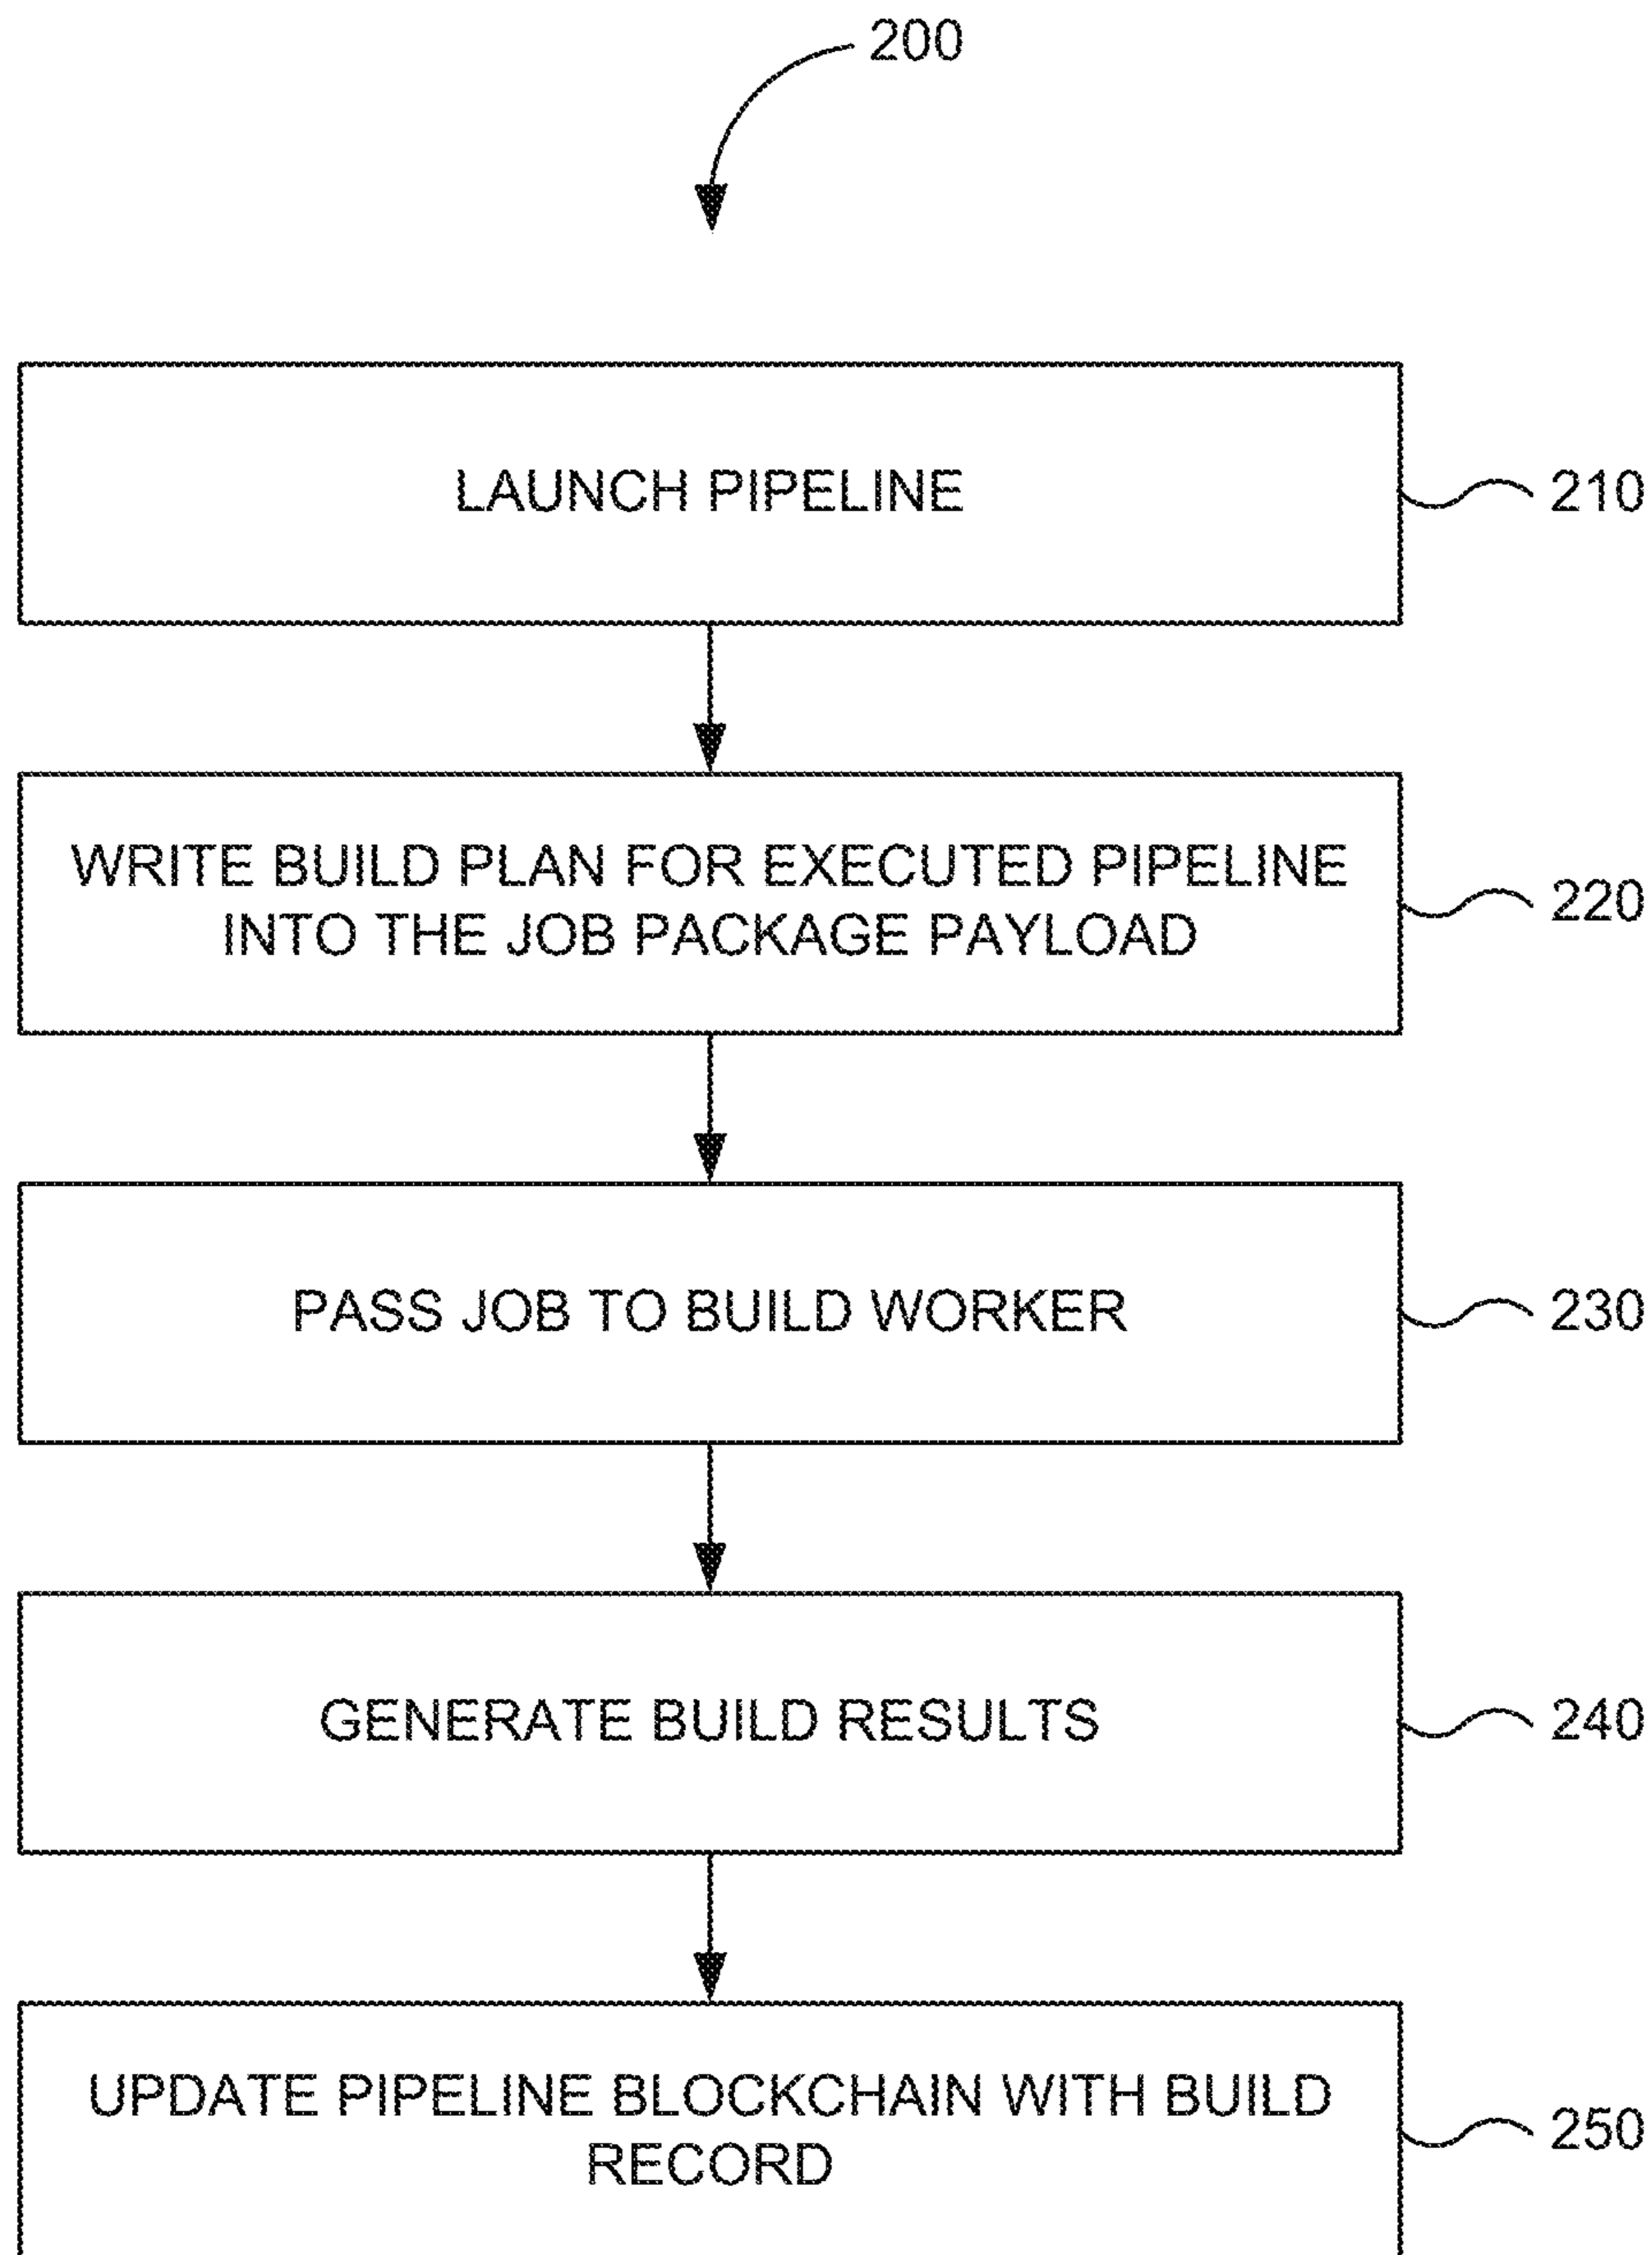 200
LAUNCH PIPELINE
210
WRITE BUILD PLAN FOR EXECUTED PIPELINE
INTO THE JOB PACKAGE PAYLOAD
220
PASS JOB TO BUILD WORKER
230
GENERATE BUILD RESULTS
240
UPDATE PIPELINE BLOCKCHAIN WITH BUILD
RECORD
250